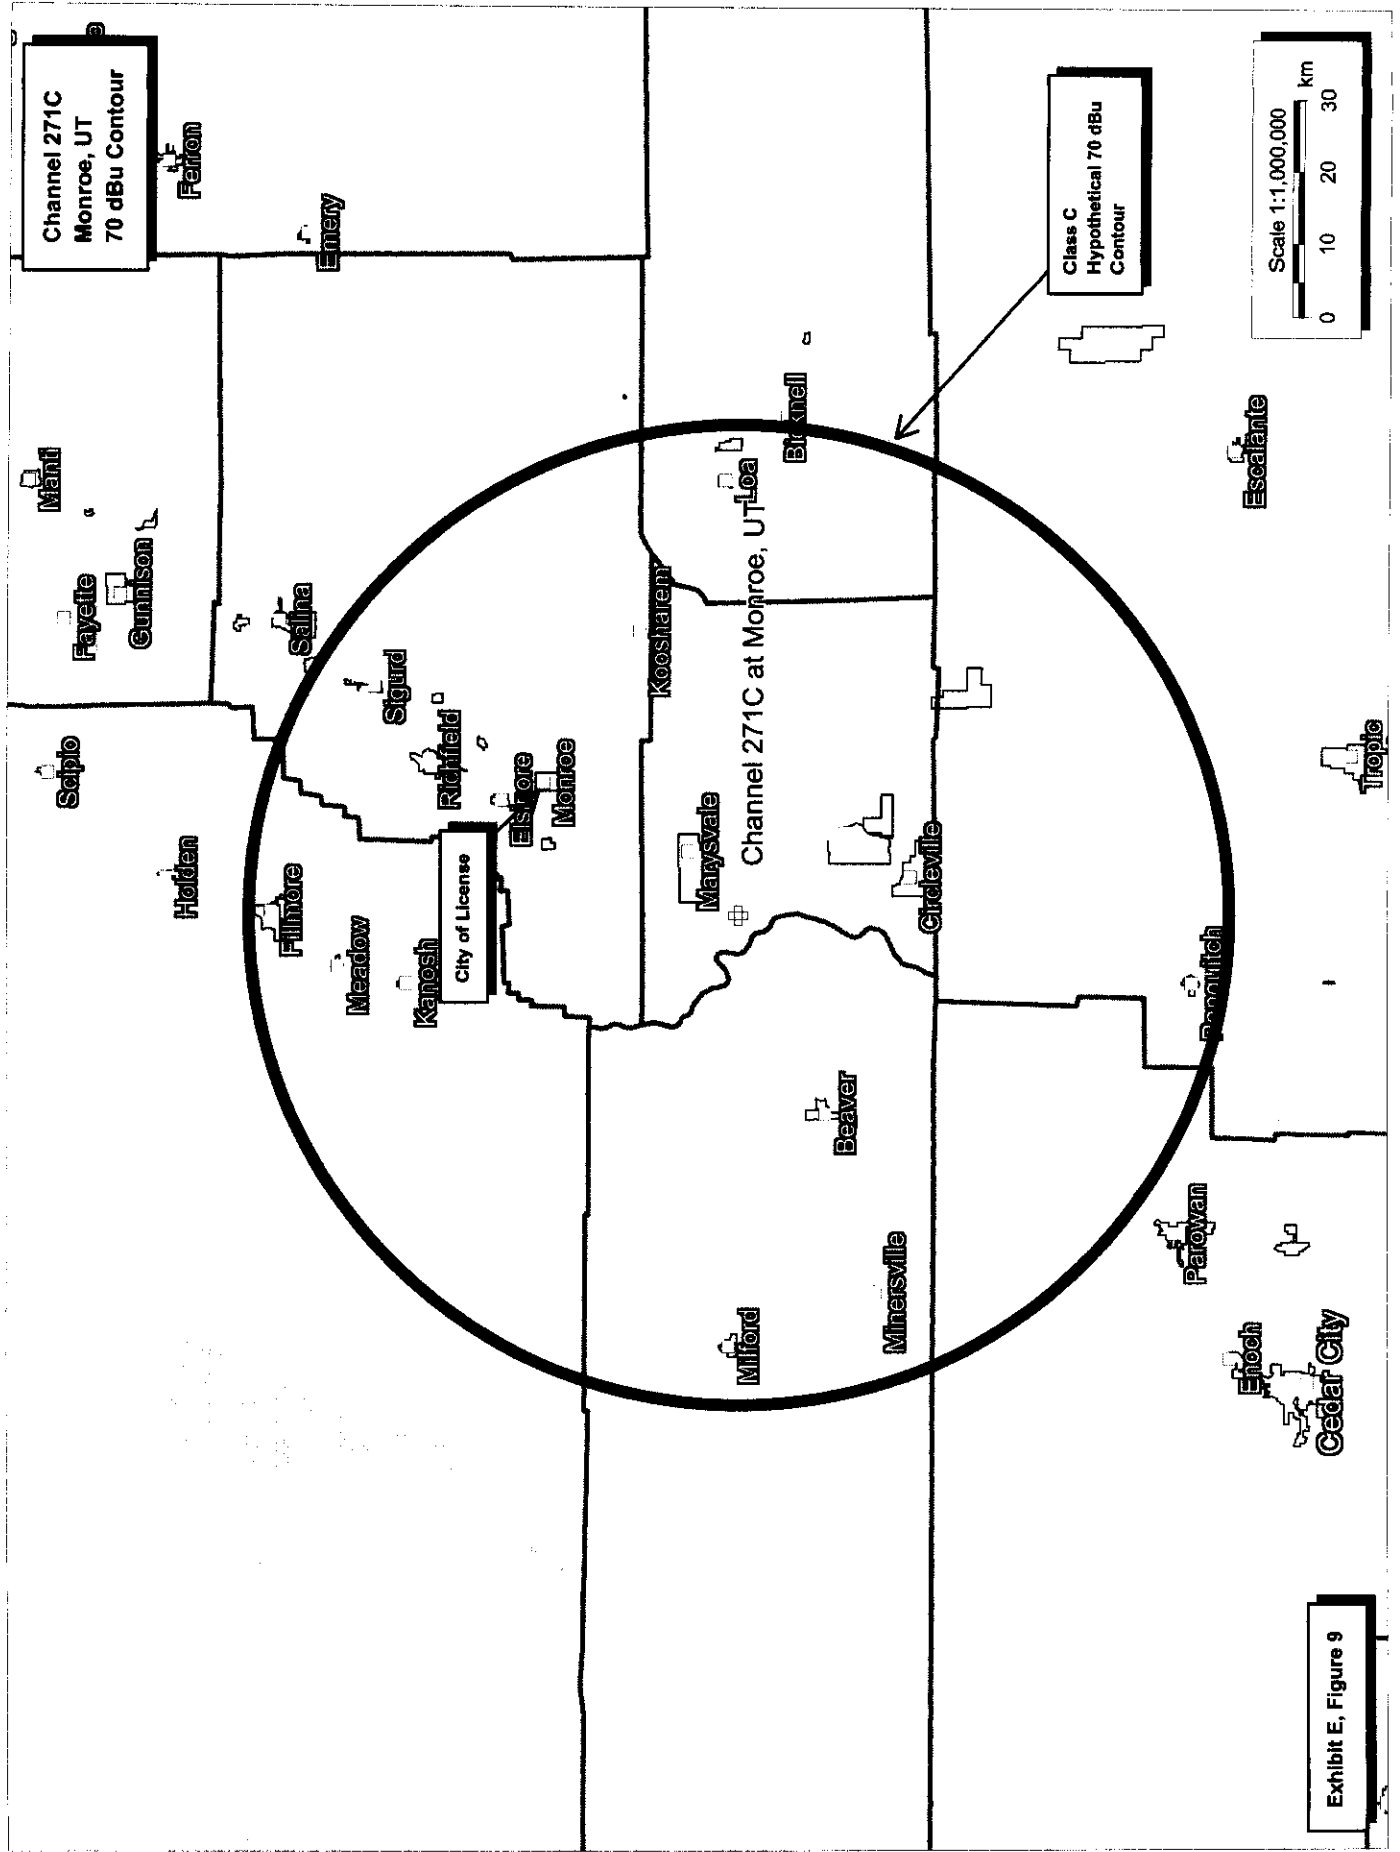 Channel 271C
Monroe, UT
70 dBu Contour
Ferron
Emery
Manti
Fayette
Gunnison
Salina
Scipio
Holden
Sigurd
Richfield
Elsinore
Monroe
Fillmore
Meadow
Kanosh
City of License
Koosharem
Loa
Bicknell
Channel 271C at Monroe, UT
Marysvale
Circleville
Beaver
Milford
Minersville
Class C
Hypothetical 70 dBu
Contour
Escalante
Tropic
Panguitch
Parowan
Enoch
Cedar City
Scale 1:1,000,000
0 10 20 30 km
Exhibit E, Figure 9